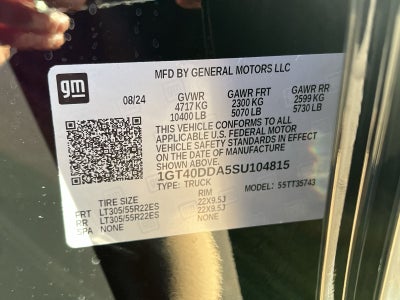 gm
MFD BY GENERAL MOTORS LLC
08/24 GVWR GAWR FRT GAWR RR
4717 KG 2300 KG 2599 KG
10400 LB 5070 LB 5730 LB
THIS VEHICLE CONFORMS TO ALL
APPLICABLE U.S. FEDERAL MOTOR
VEHICLE SAFETY STANDARDS IN EFFECT
ON THE DATE OF MANUFACTURE
SHOWN ABOVE.
1GT40DDA5SU104815
TYPE: TRUCK MODEL: 55TT35743
TIRE SIZE RIM
FRT LT305/55R22ES 22X9.5J
RR LT305/55R22ES 22X9.5J
SPA NONE NONE